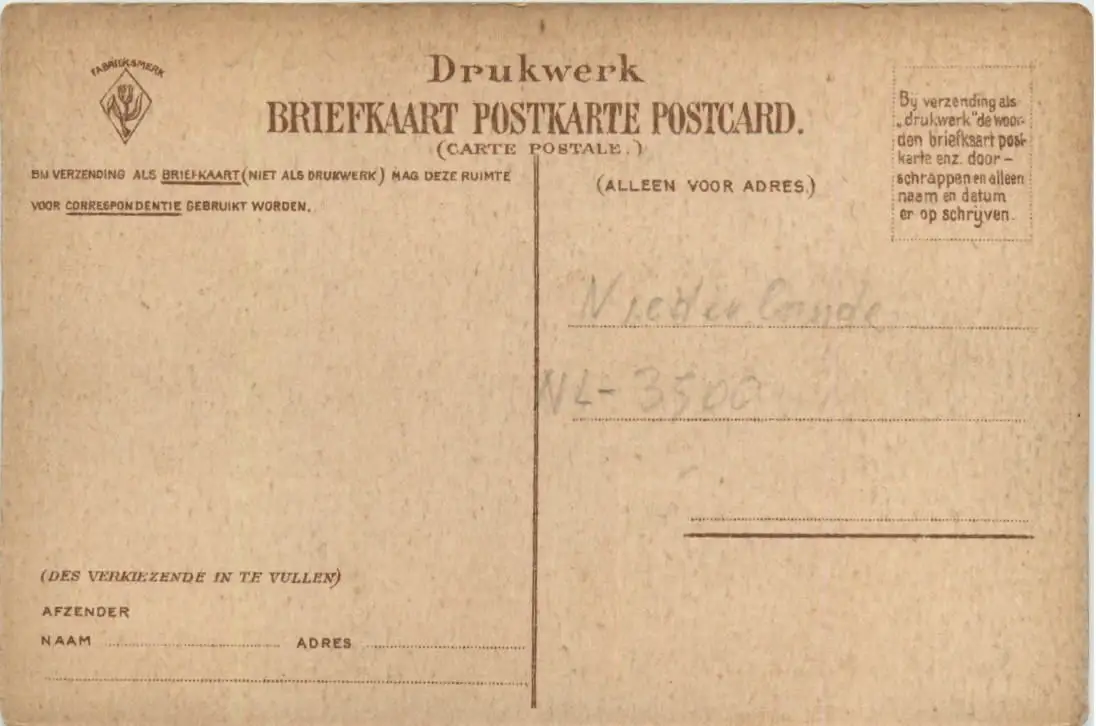 FABRIEKSMERK
Drukwerk
BRIEFKAART POSTKARTE POSTCARD.
(CARTE POSTALE.)
BIJ VERZENDING ALS BRIEFKAART (NIET ALS DRUKWERK) MAG DEZE RUIMTE
VOOR CORRESPONDENTIE GEBRUIKT WORDEN.
(ALLEEN VOOR ADRES.)
Bij verzending als
„drukwerk" de woor-
den briefkaart post-
karte enz. door-
schrappen en alleen
naam en datum
er op schrijven.
Niederlande
NL-3500
(DES VERKIEZENDE IN TE VULLEN)
AFZENDER
NAAM ADRES